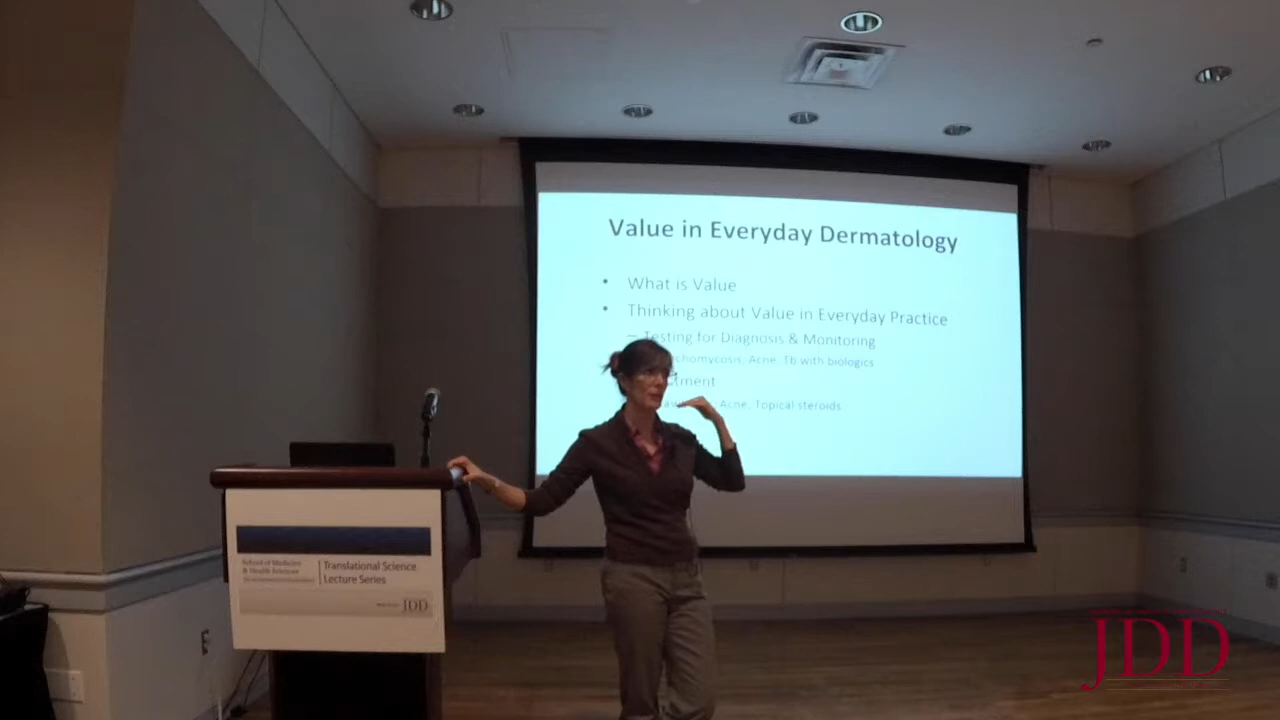 Value in Everyday Dermatology
• What is Value
• Thinking about Value in Everyday Practice
– Testing for Diagnosis & Monitoring
Acne, Tb with biologics
Acne, Topical steroids
School of Medicine
& Health Sciences
Translational Science
Lecture Series
JDD
JDD